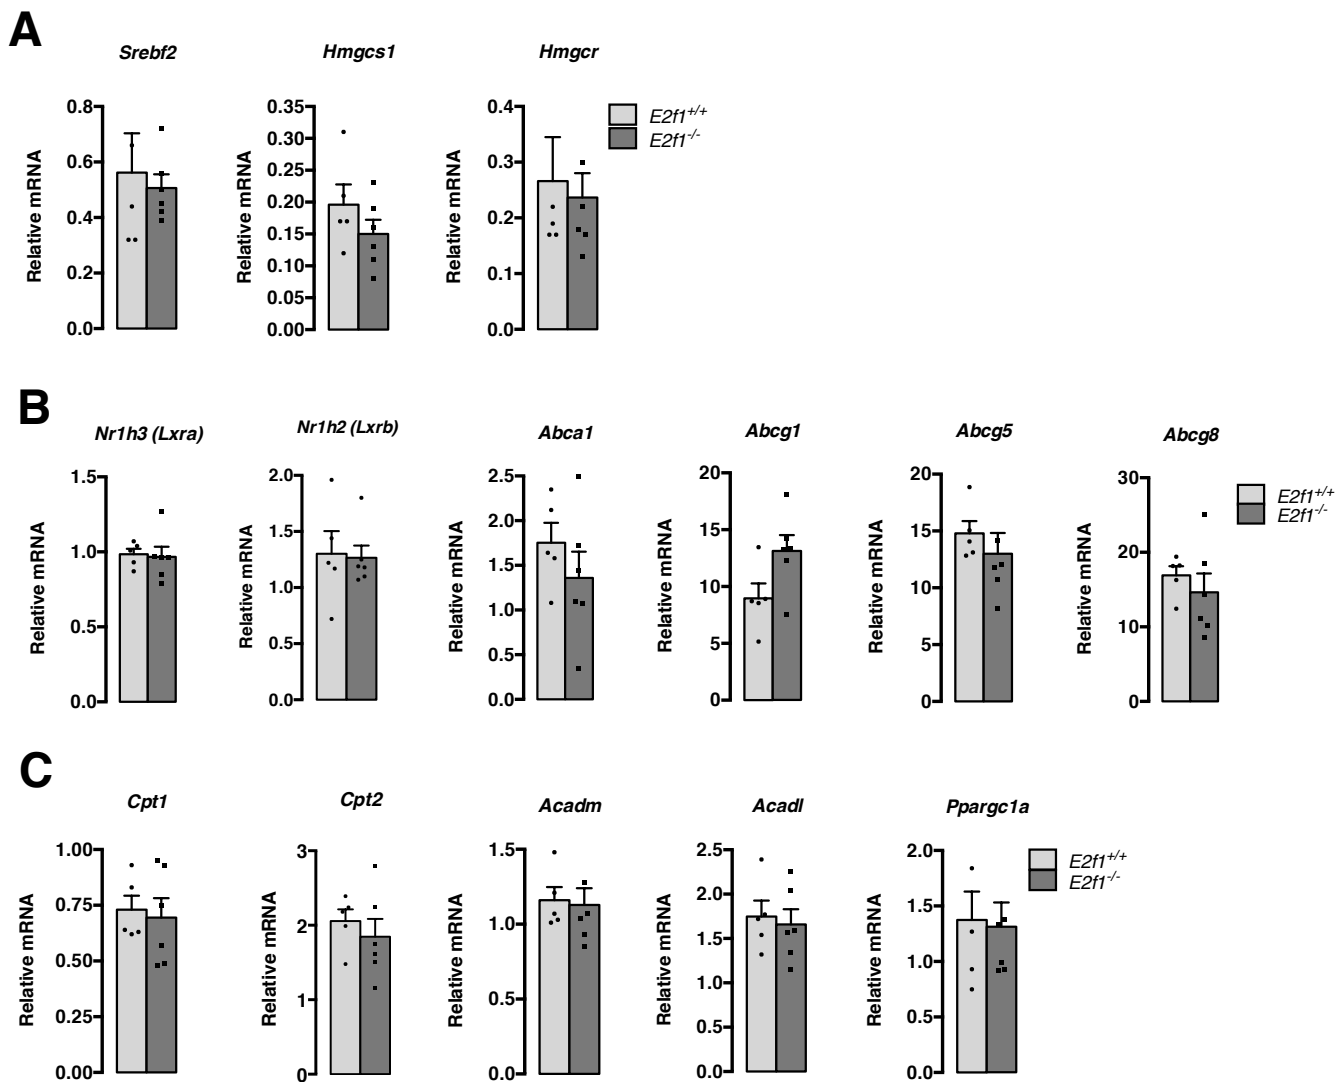 A
Srebf2 Hmgcs1 Hmgcr
Relative mRNA
0.8
0.6
0.4
0.2
0.0
Relative mRNA
0.35
0.30
0.25
0.20
0.15
0.10
0.05
0.00
Relative mRNA
0.4
0.3
0.2
0.1
0.0
E2f1+/+
E2f1-/-
B
Nr1h3 (Lxra) Nr1h2 (Lxrb) Abca1 Abcg1 Abcg5 Abcg8
Relative mRNA
1.5
1.0
0.5
0.0
Relative mRNA
2.0
1.5
1.0
0.5
0.0
Relative mRNA
2.5
2.0
1.5
1.0
0.5
0.0
Relative mRNA
20
15
10
5
0
Relative mRNA
20
15
10
5
0
Relative mRNA
30
20
10
0
E2f1+/+
E2f1-/-
C
Cpt1 Cpt2 Acadm Acadl Ppargc1a
Relative mRNA
1.00
0.75
0.50
0.25
0.00
Relative mRNA
3
2
1
0
Relative mRNA
1.5
1.0
0.5
0.0
Relative mRNA
2.5
2.0
1.5
1.0
0.5
0.0
Relative mRNA
2.0
1.5
1.0
0.5
0.0
E2f1+/+
E2f1-/-